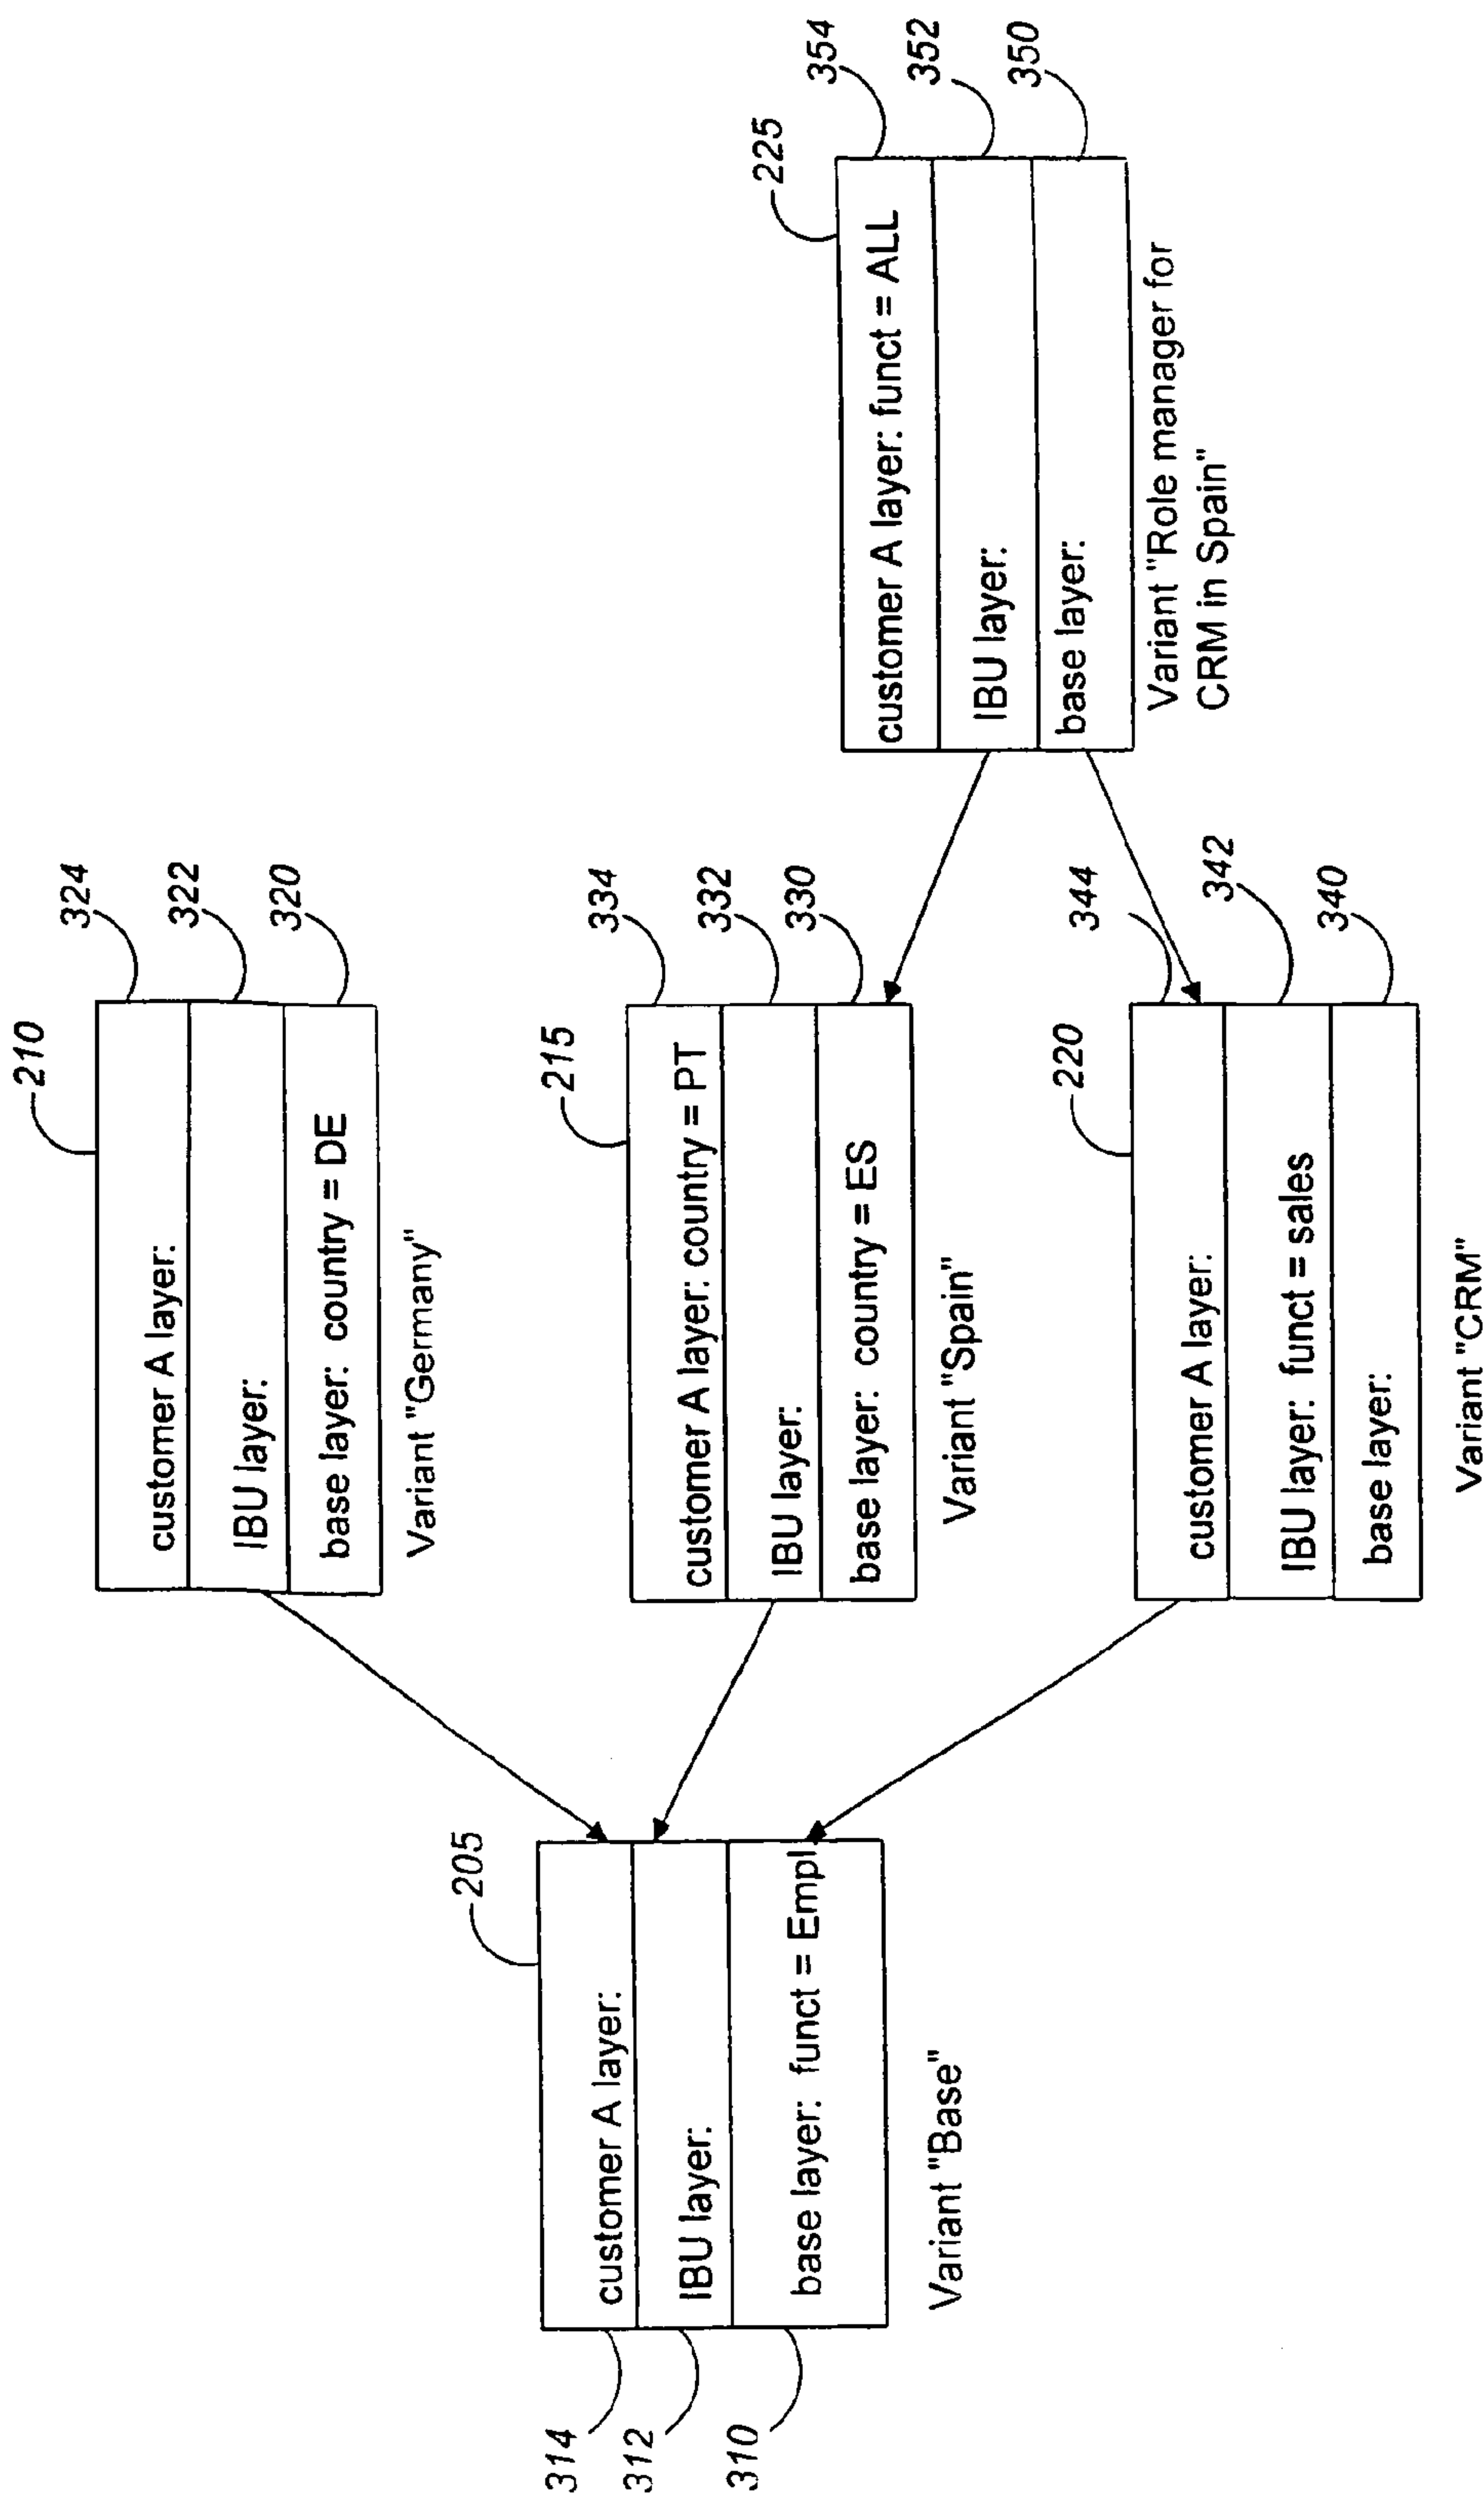 210
customer A layer:
324
IBU layer:
322
base layer: country = DE
320
Variant "Germany"
205
customer A layer:
314
IBU layer:
312
base layer: funct = Empl
310
Variant "Base"
215
customer A layer: country = PT
334
IBU layer:
332
base layer: country = ES
330
Variant "Spain"
225
customer A layer: funct = ALL
354
IBU layer:
352
base layer:
350
Variant "Role manager for
CRM in Spain"
220
customer A layer:
344
IBU layer: funct = sales
342
base layer:
340
Variant "CRM"